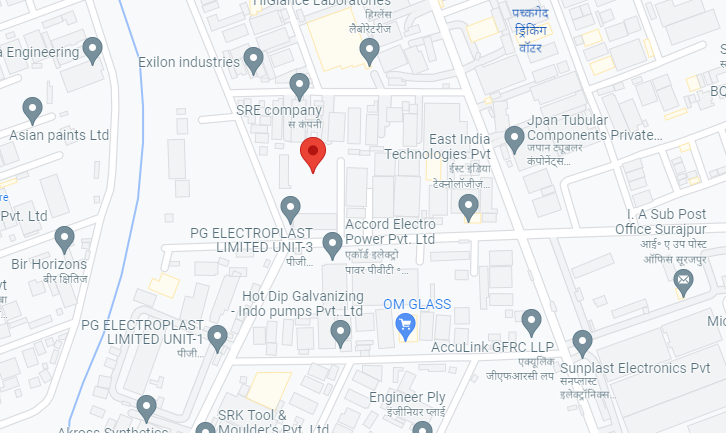 HiGlance Laboratories
हिग्लेंस
लैबोरेटरीज
पच्कगेद
ड्रिंकिंग
वॉटर
Engineering
Exilon industries
SRE company
स कंपनी
Asian paints Ltd
Jpan Tubular
Components Private...
जपान ट्यूबलर
कंपोनेंट्स...
BO
East India
Technologies Pvt
ईस्ट इंडिया
टेक्नोलॉजीज़...
re
Pvt. Ltd
I. A Sub Post
Office Surajpur
आई॰ ए उप पोस्ट
ऑफिस सूरजपुर
PG ELECTROPLAST
LIMITED UNIT-3
पीजी...
Accord Electro
Power Pvt. Ltd
एकॉर्ड इलेक्ट्रो
पावर पीवीटी ॰...
Bir Horizons
बीर क्षितिज
Hot Dip Galvanizing
- Indo pumps Pvt. Ltd
OM GLASS
PG ELECTROPLAST
LIMITED UNIT-1
पीजी...
AccuLink GFRC LLP
एक्यूलिंक
जीएफआरसी लप
Sunplast Electronics Pvt
सनप्लास्ट
इलेक्ट्रॉनिक्स...
Engineer Ply
इंजीनियर प्लाई
SRK Tool &
Moulder's Pvt. Ltd
Akross Synthetics